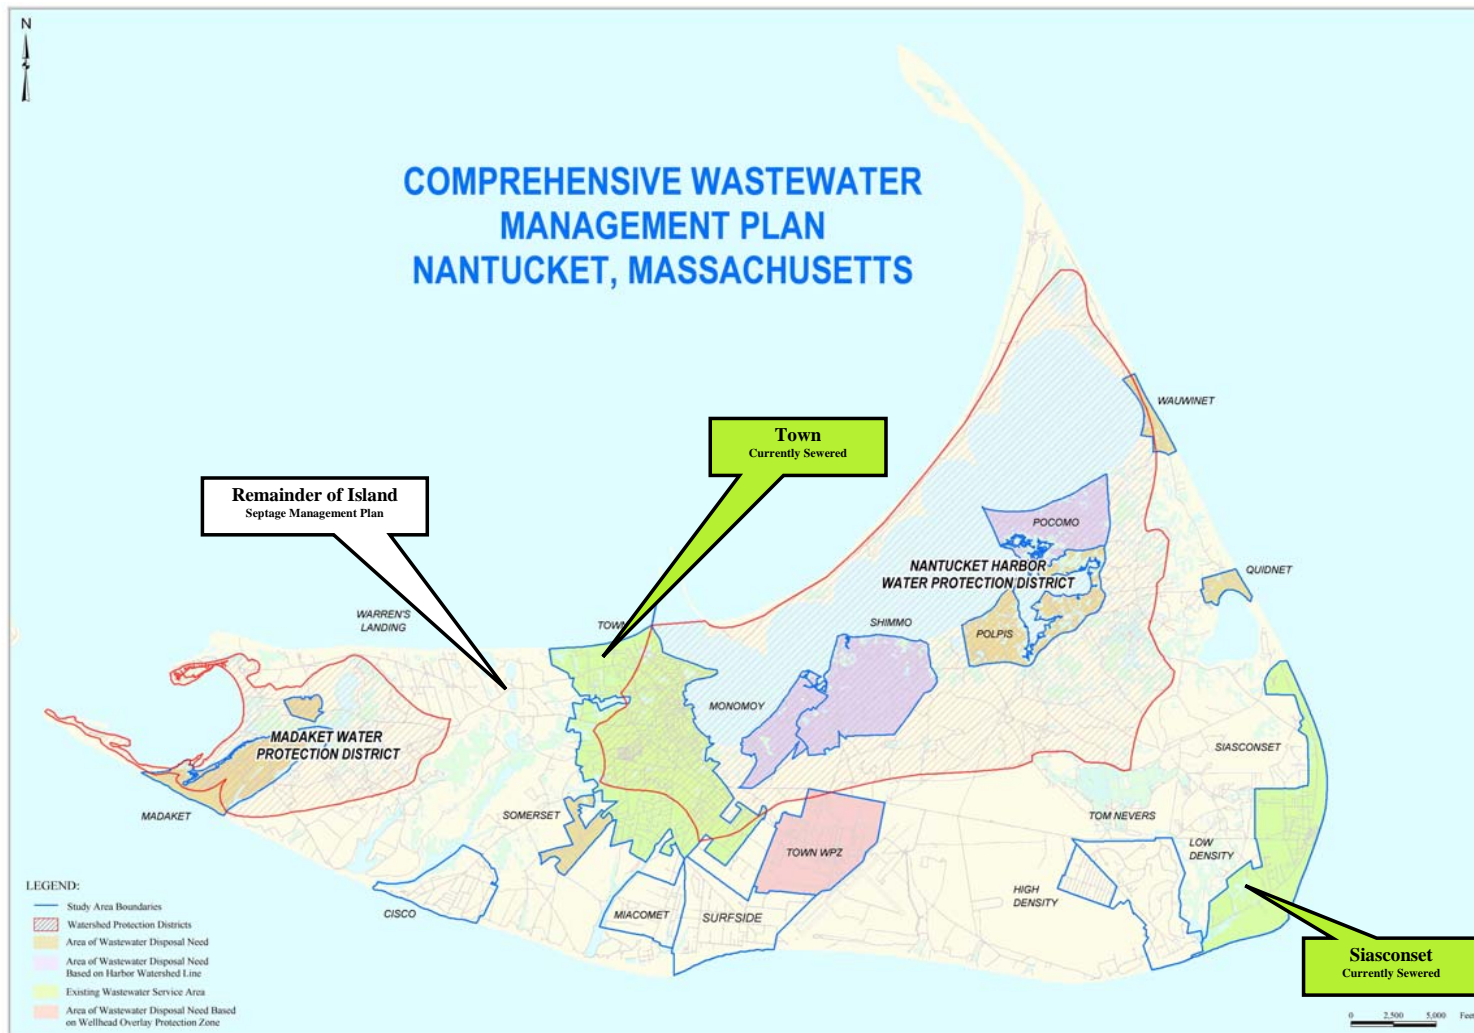 N
COMPREHENSIVE WASTEWATER
MANAGEMENT PLAN
NANTUCKET, MASSACHUSETTS
WAUWINET
Town
Currently Sewered
Remainder of Island
Septage Management Plan
POCOMO
NANTUCKET HARBOR
WATER PROTECTION DISTRICT
QUIDNET
WARREN'S
LANDING
TOWN
SHIMMO
POLPIS
MONOMOY
MADAKET WATER
PROTECTION DISTRICT
SIASCONSET
MADAKET
SOMERSET
TOM NEVERS
TOWN WPZ
LOW
DENSITY
HIGH
DENSITY
CISCO
MIACOMET
SURFSIDE
Siasconset
Currently Sewered
LEGEND:
Study Area Boundaries
Watershed Protection Districts
Area of Wastewater Disposal Need
Area of Wastewater Disposal Need
Based on Harbor Watershed Line
Existing Wastewater Service Area
Area of Wastewater Disposal Need Based
on Wellhead Overlay Protection Zone
0 2,500 5,000 Feet